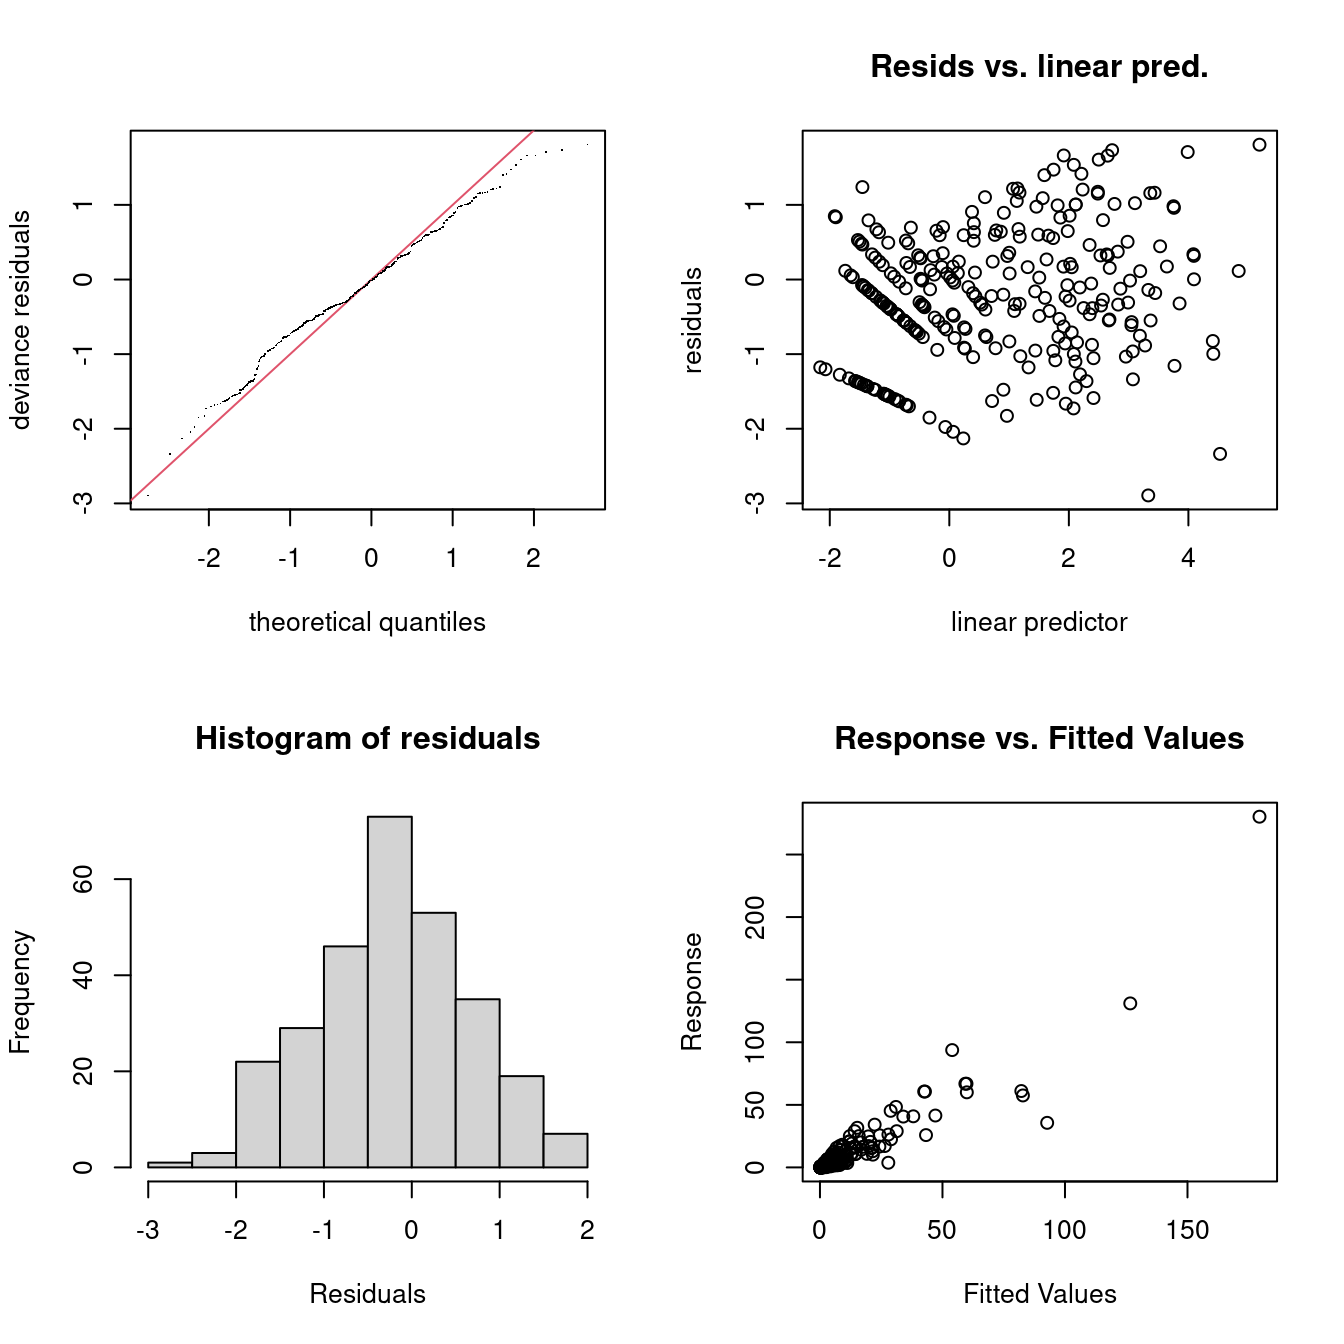 deviance residuals
1
0
-1
-2
-3
-2 -1 0 1 2
theoretical quantiles
Resids vs. linear pred.
residuals
1
0
-1
-2
-3
-2 0 2 4
linear predictor
Histogram of residuals
Frequency
60
40
20
0
-3 -2 -1 0 1 2
Residuals
Response vs. Fitted Values
Response
200
100
50
0
0 50 100 150
Fitted Values